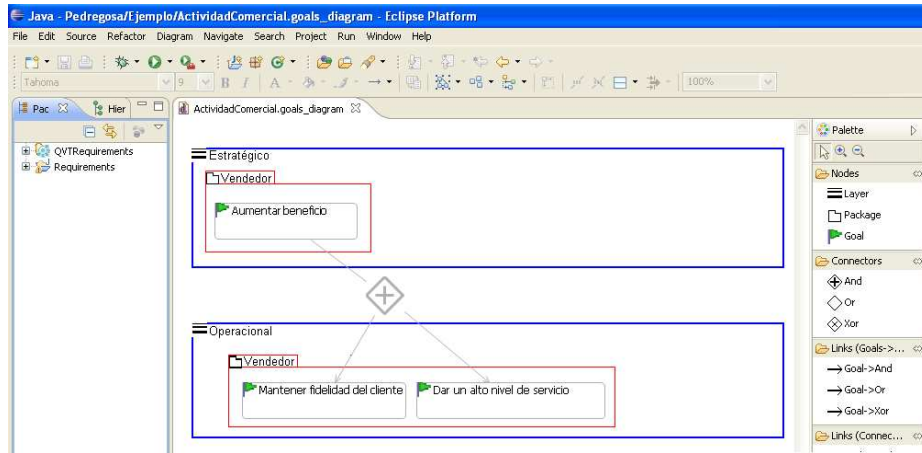 Java - Pedregosa/Ejemplo/ActividadComercial.goals_diagram - Eclipse Platform
File Edit Source Refactor Diagram Navigate Search Project Run Window Help
Tahoma 9 B I A 100%
Pac Hier ActividadComercial.goals_diagram
QVTRequirements
Requirements
Estratégico
Vendedor
Aumentar beneficio
Operacional
Vendedor
Mantener fidelidad del cliente
Dar un alto nivel de servicio
Palette
Nodes
Layer
Package
Goal
Connectors
And
Or
Xor
Links (Goals->...
Goal->And
Goal->Or
Goal->Xor
Links (Connec...